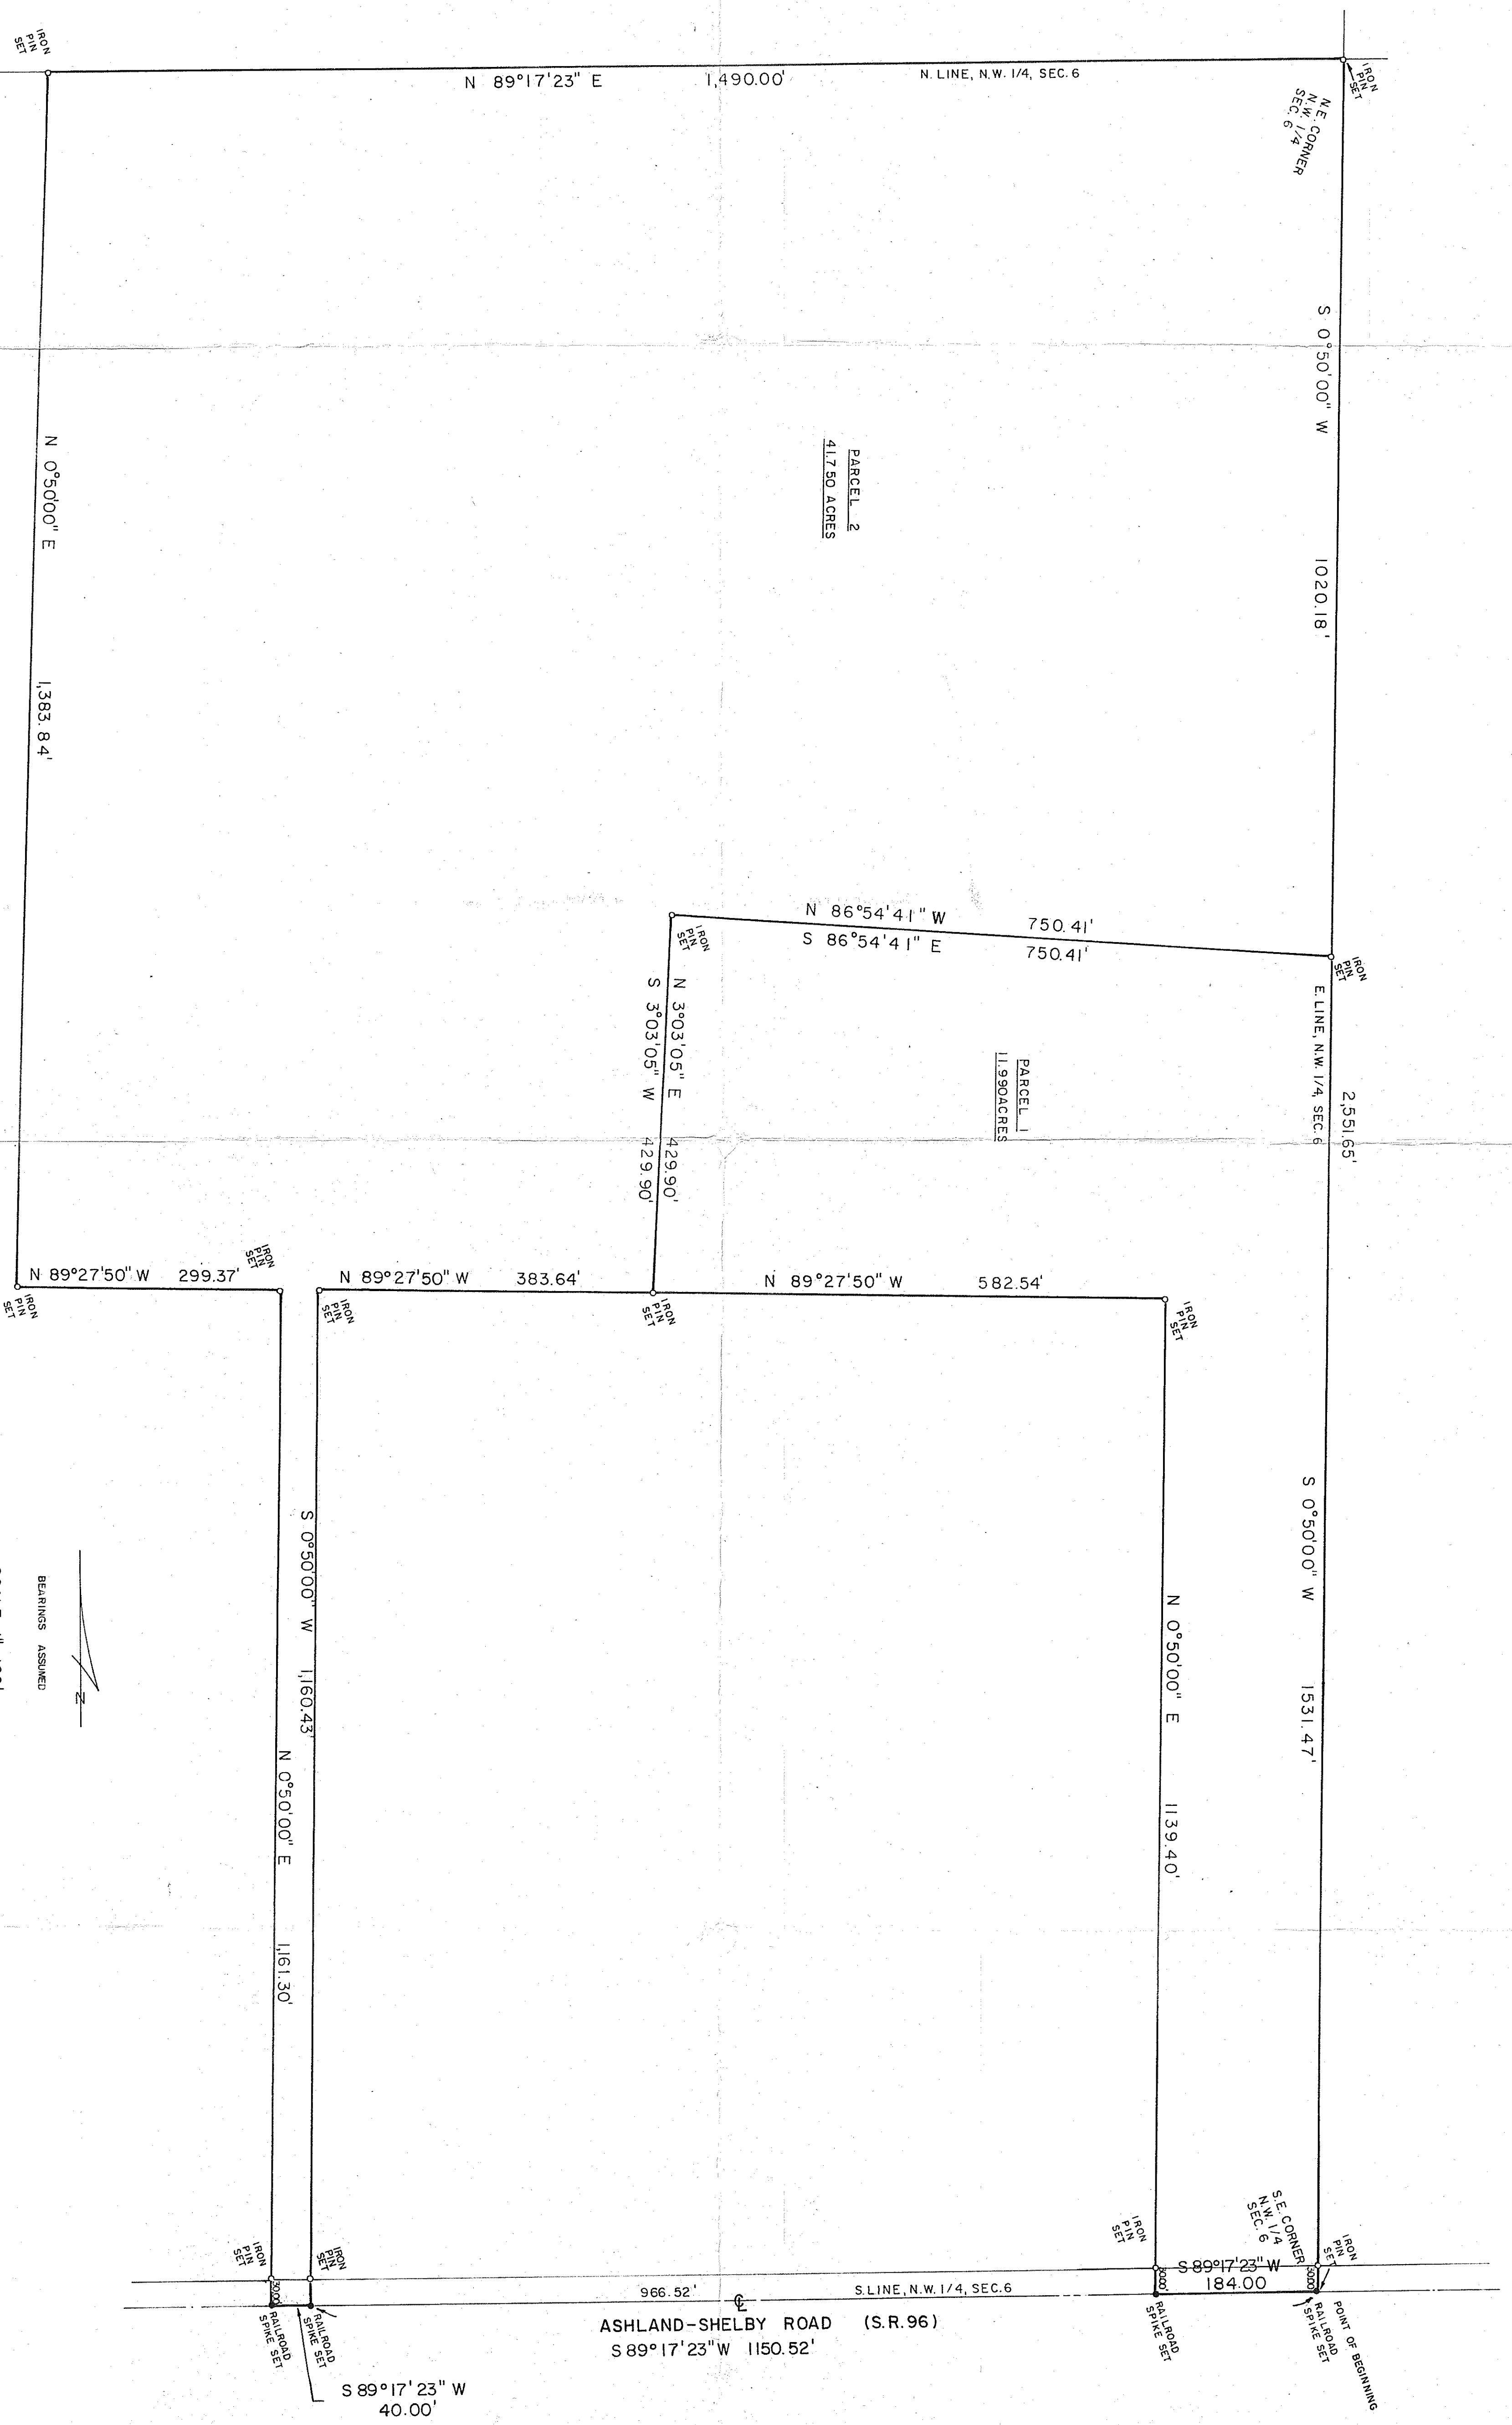 IRON
PIN
SET
N 89°17'23" E 1,490.00' N. LINE, N.W. 1/4, SEC. 6
IRON
PIN
SET
N.E. CORNER
N.W. 1/4
SEC. 6
S 0°50'00" W 1020.18'
N 0°50'00" E 1,383.84'
PARCEL 2
41.750 ACRES
N 86°54'41" W 750.41'
S 86°54'41" E 750.41'
IRON
PIN
SET
IRON
PIN
SET
N 3°03'05" E 429.90'
S 3°03'05" W 429.90'
PARCEL 1
11.990 ACRES
E. LINE, N.W. 1/4, SEC. 6
2,551.65'
N 89°27'50" W 299.37'
IRON
PIN
SET
IRON
PIN
SET
N 89°27'50" W 383.64'
IRON
PIN
SET
IRON
PIN
SET
N 89°27'50" W 582.54'
IRON
PIN
SET
S 0°50'00" W 1,160.43'
N 0°50'00" E 1,161.30'
N 0°50'00" E 1139.40'
S 0°50'00" W 1531.47'
BEARINGS ASSUMED
N
IRON
PIN
SET
IRON
PIN
SET
IRON
PIN
SET
S.E. CORNER
N.W. 1/4
SEC. 6
IRON
PIN
SET
S 89°17'23" W
184.00
30.00
30.00
30.00
966.52' S. LINE, N.W. 1/4, SEC. 6
ASHLAND-SHELBY ROAD (S.R. 96)
S 89°17'23" W 1150.52'
RAILROAD
SPIKE SET
RAILROAD
SPIKE SET
RAILROAD
SPIKE SET
RAILROAD
SPIKE SET
POINT OF BEGINNING
S 89°17'23" W
40.00'